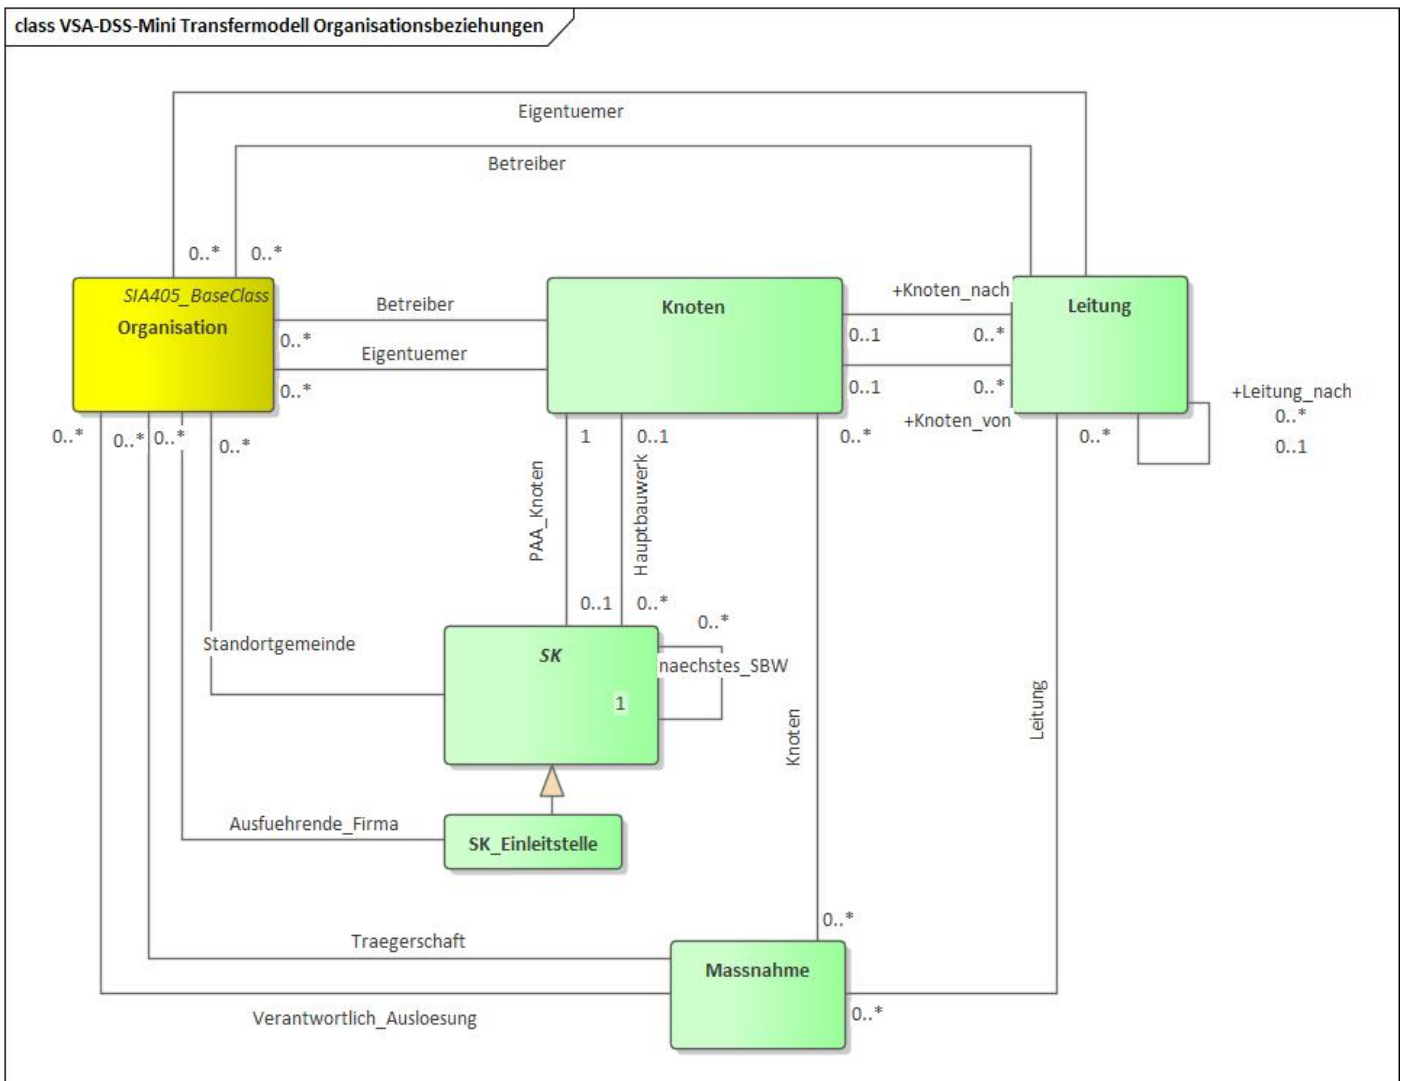 class VSA-DSS-Mini Transfermodell Organisationsbeziehungen
Eigentuemer
Betreiber
0..* 0..*
SIA405_BaseClass
Organisation
Betreiber
0..*
Eigentuemer
0..*
Knoten
+Knoten_nach
0..1 0..*
0..1 0..*
+Knoten_von
Leitung
+Leitung_nach
0..*
0..1
0..* 0..* 0..* 0..*
1 0..1
0..*
0..*
PAA_Knoten
Hauptbauwerk
0..1 0..*
0..*
Standortgemeinde
SK
naechstes_SBW
1
Knoten
Leitung
Ausfuehrende_Firma
SK_Einleitstelle
0..*
Traegerschaft
Massnahme
0..*
Verantwortlich_Ausloesung